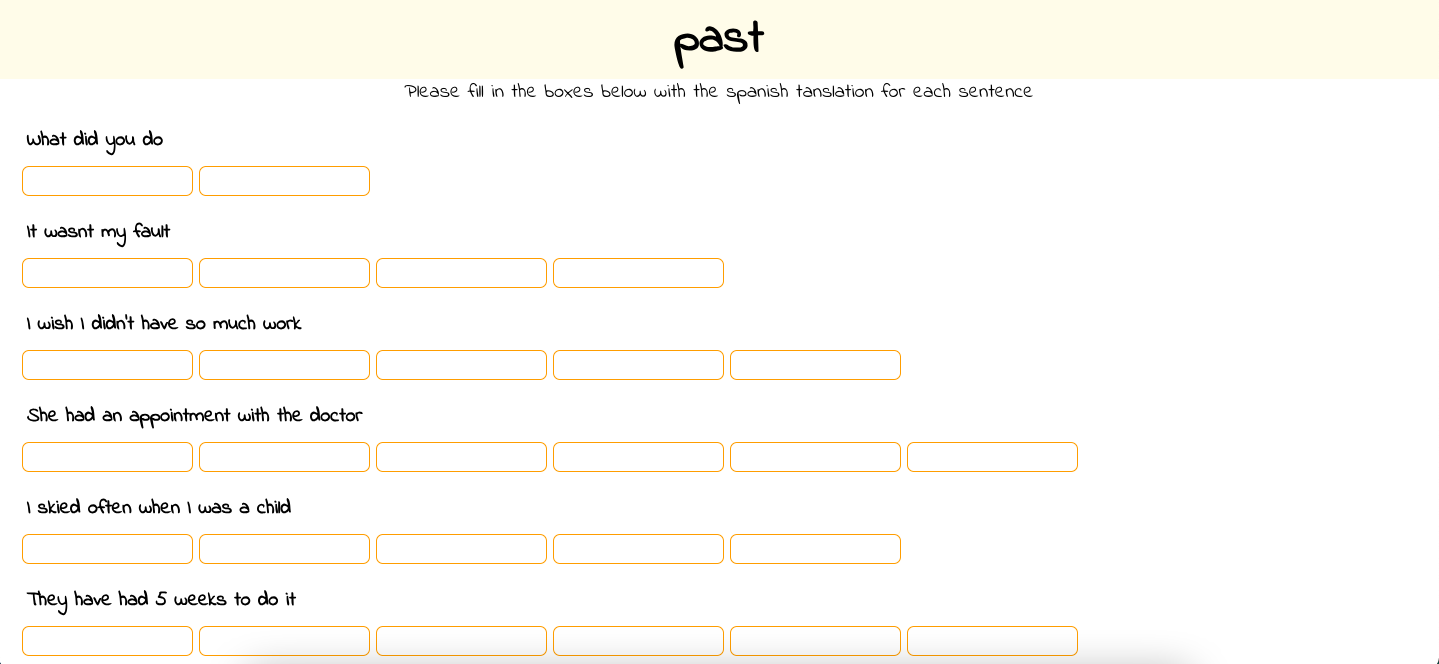 past
Please fill in the boxes below with the spanish tanslation for each sentence
What did you do
It wasnt my fault
I wish I didn't have so much work
She had an appointment with the doctor
I skied often when I was a child
They have had 5 weeks to do it